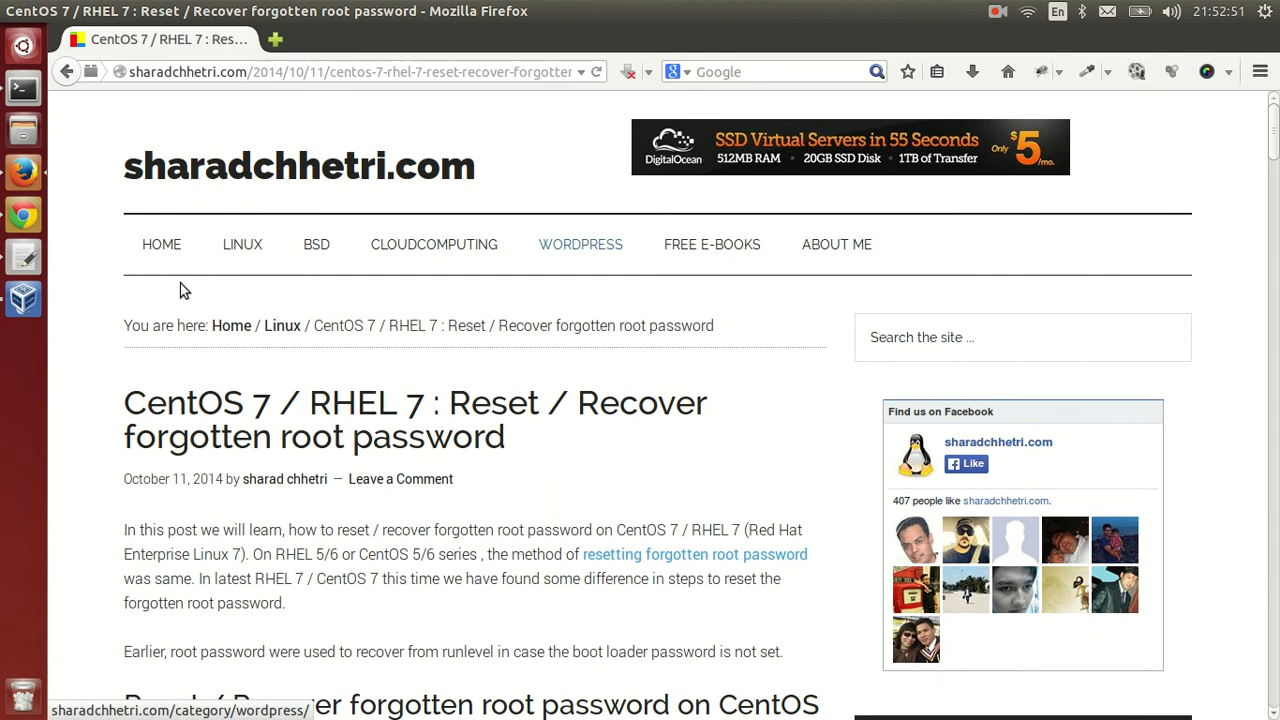 CentOS 7 / RHEL 7 : Reset / Recover forgotten root password - Mozilla Firefox
En
21:52:51
CentOS 7 / RHEL 7 : Res...
sharadchhetri.com/2014/10/11/centos-7-rhel-7-reset-recover-forgotter
Google
sharadchhetri.com
DigitalOcean
SSD Virtual Servers in 55 Seconds
512MB RAM • 20GB SSD Disk • 1TB of Transfer
Only $5/mo.
HOME LINUX BSD CLOUDCOMPUTING WORDPRESS FREE E-BOOKS ABOUT ME
You are here: Home / Linux / CentOS 7 / RHEL 7 : Reset / Recover forgotten root password
Search the site ...
CentOS 7 / RHEL 7 : Reset / Recover
forgotten root password
October 11, 2014 by sharad chhetri — Leave a Comment
In this post we will learn, how to reset / recover forgotten root password on CentOS 7 / RHEL 7 (Red Hat
Enterprise Linux 7). On RHEL 5/6 or CentOS 5/6 series , the method of resetting forgotten root password
was same. In latest RHEL 7 / CentOS 7 this time we have found some difference in steps to reset the
forgotten root password.
Earlier, root password were used to recover from runlevel in case the boot loader password is not set.
Find us on Facebook
sharadchhetri.com
Like
407 people like sharadchhetri.com.
forgotten root password on CentOS
sharadchhetri.com/category/wordpress/